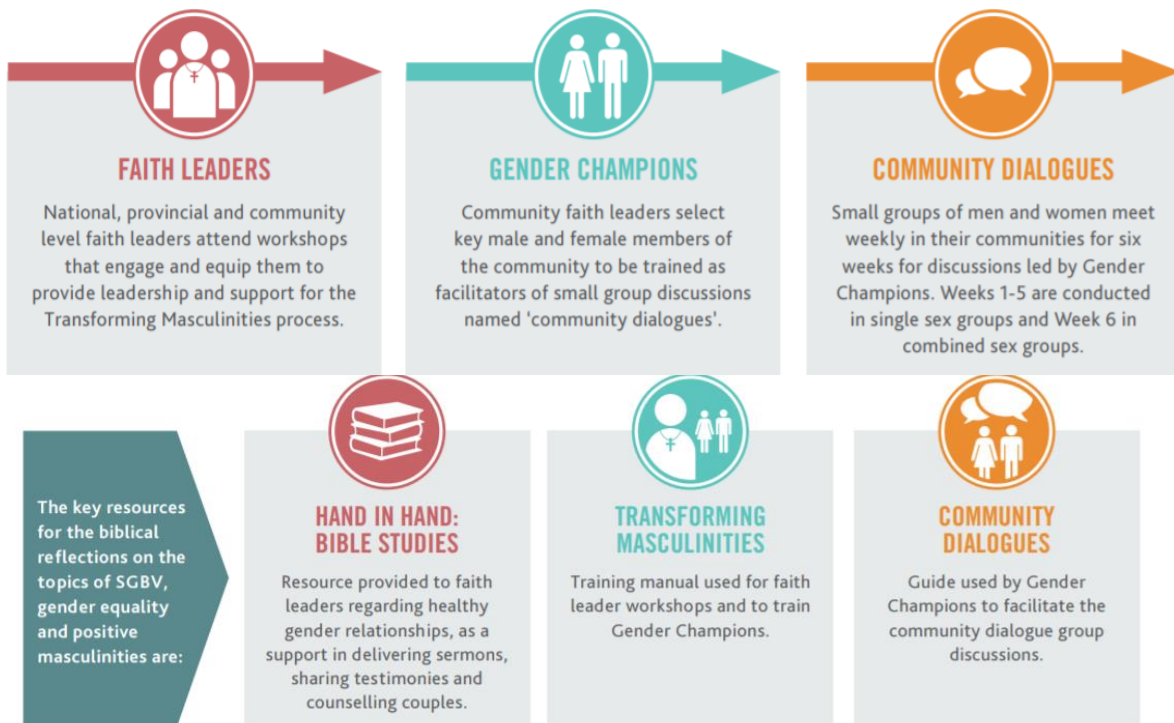 FAITH LEADERS
National, provincial and community
level faith leaders attend workshops
that engage and equip them to
provide leadership and support for the
Transforming Masculinities process.
GENDER CHAMPIONS
Community faith leaders select
key male and female members of
the community to be trained as
facilitators of small group discussions
named ‘community dialogues’.
COMMUNITY DIALOGUES
Small groups of men and women meet
weekly in their communities for six
weeks for discussions led by Gender
Champions. Weeks 1-5 are conducted
in single sex groups and Week 6 in
combined sex groups.
The key resources
for the biblical
reflections on the
topics of SGBV,
gender equality
and positive
masculinities are:
HAND IN HAND:
BIBLE STUDIES
Resource provided to faith
leaders regarding healthy
gender relationships, as a
support in delivering sermons,
sharing testimonies and
counselling couples.
TRANSFORMING
MASCULINITIES
Training manual used for faith
leader workshops and to train
Gender Champions.
COMMUNITY
DIALOGUES
Guide used by Gender
Champions to facilitate the
community dialogue group
discussions.